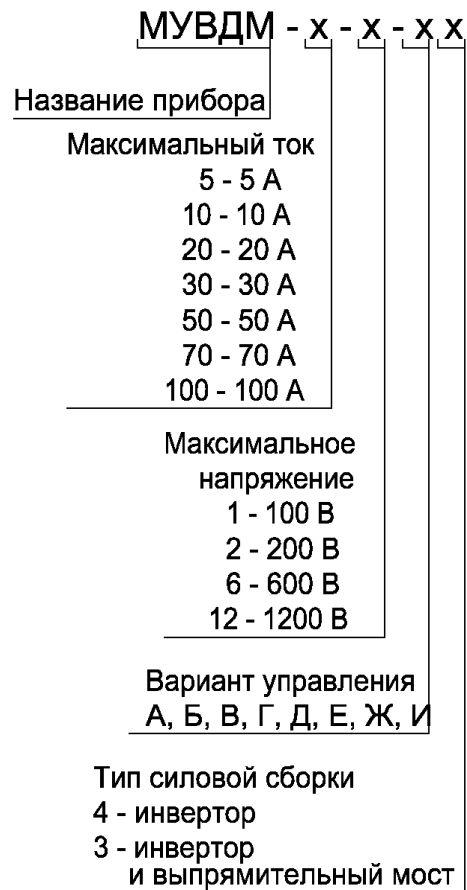 МУВДМ - х - х - х х
Название прибора
Максимальный ток
5 - 5 А
10 - 10 А
20 - 20 А
30 - 30 А
50 - 50 А
70 - 70 А
100 - 100 А
Максимальное
напряжение
1 - 100 В
2 - 200 В
6 - 600 В
12 - 1200 В
Вариант управления
А, Б, В, Г, Д, Е, Ж, И
Тип силовой сборки
4 - инвертор
3 - инвертор
и выпрямительный мост